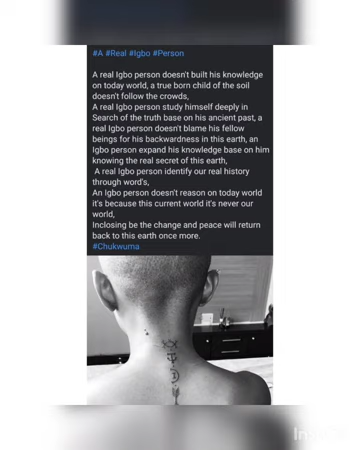 #A #Real #Igbo #Person
A real Igbo person doesn't built his knowledge
on today world, a true born child of the soil
doesn't follow the crowds,
A real Igbo person study himself deeply in
Search of the truth base on his ancient past, a
real Igbo person doesn't blame his fellow
beings for his backwardness in this earth, an
Igbo person expand his knowledge base on him
knowing the real secret of this earth,
A real Igbo person identify our real history
through word's,
An Igbo person doesn't reason on today world
it's because this current world it's never our
world,
Inclosing be the change and peace will return
back to this earth once more.
#Chukwuma